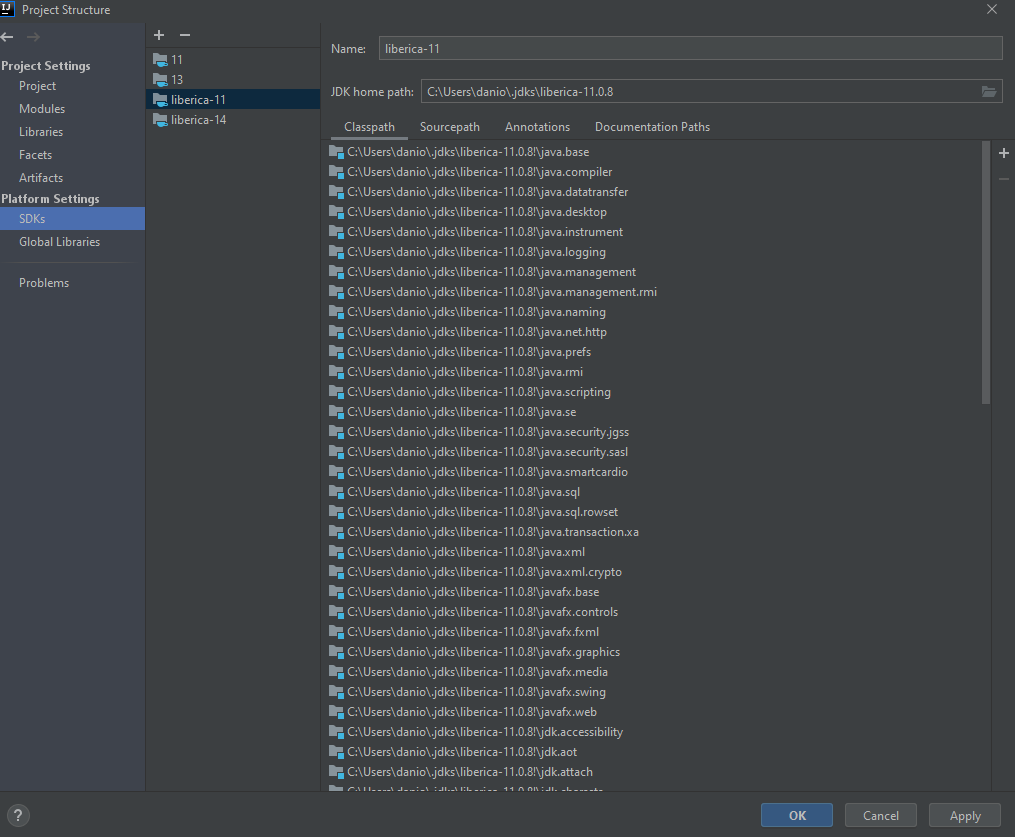 Project Structure
Project Settings
Project
Modules
Libraries
Facets
Artifacts
Platform Settings
SDKs
Global Libraries
Problems
11
13
liberica-11
liberica-14
Name: liberica-11
JDK home path: C:\Users\danio\.jdks\liberica-11.0.8
Classpath Sourcepath Annotations Documentation Paths
C:\Users\danio\.jdks\liberica-11.0.8!\java.base
C:\Users\danio\.jdks\liberica-11.0.8!\java.compiler
C:\Users\danio\.jdks\liberica-11.0.8!\java.datatransfer
C:\Users\danio\.jdks\liberica-11.0.8!\java.desktop
C:\Users\danio\.jdks\liberica-11.0.8!\java.instrument
C:\Users\danio\.jdks\liberica-11.0.8!\java.logging
C:\Users\danio\.jdks\liberica-11.0.8!\java.management
C:\Users\danio\.jdks\liberica-11.0.8!\java.management.rmi
C:\Users\danio\.jdks\liberica-11.0.8!\java.naming
C:\Users\danio\.jdks\liberica-11.0.8!\java.net.http
C:\Users\danio\.jdks\liberica-11.0.8!\java.prefs
C:\Users\danio\.jdks\liberica-11.0.8!\java.rmi
C:\Users\danio\.jdks\liberica-11.0.8!\java.scripting
C:\Users\danio\.jdks\liberica-11.0.8!\java.se
C:\Users\danio\.jdks\liberica-11.0.8!\java.security.jgss
C:\Users\danio\.jdks\liberica-11.0.8!\java.security.sasl
C:\Users\danio\.jdks\liberica-11.0.8!\java.smartcardio
C:\Users\danio\.jdks\liberica-11.0.8!\java.sql
C:\Users\danio\.jdks\liberica-11.0.8!\java.sql.rowset
C:\Users\danio\.jdks\liberica-11.0.8!\java.transaction.xa
C:\Users\danio\.jdks\liberica-11.0.8!\java.xml
C:\Users\danio\.jdks\liberica-11.0.8!\java.xml.crypto
C:\Users\danio\.jdks\liberica-11.0.8!\javafx.base
C:\Users\danio\.jdks\liberica-11.0.8!\javafx.controls
C:\Users\danio\.jdks\liberica-11.0.8!\javafx.fxml
C:\Users\danio\.jdks\liberica-11.0.8!\javafx.graphics
C:\Users\danio\.jdks\liberica-11.0.8!\javafx.media
C:\Users\danio\.jdks\liberica-11.0.8!\javafx.swing
C:\Users\danio\.jdks\liberica-11.0.8!\javafx.web
C:\Users\danio\.jdks\liberica-11.0.8!\jdk.accessibility
C:\Users\danio\.jdks\liberica-11.0.8!\jdk.aot
C:\Users\danio\.jdks\liberica-11.0.8!\jdk.attach
? OK Cancel Apply